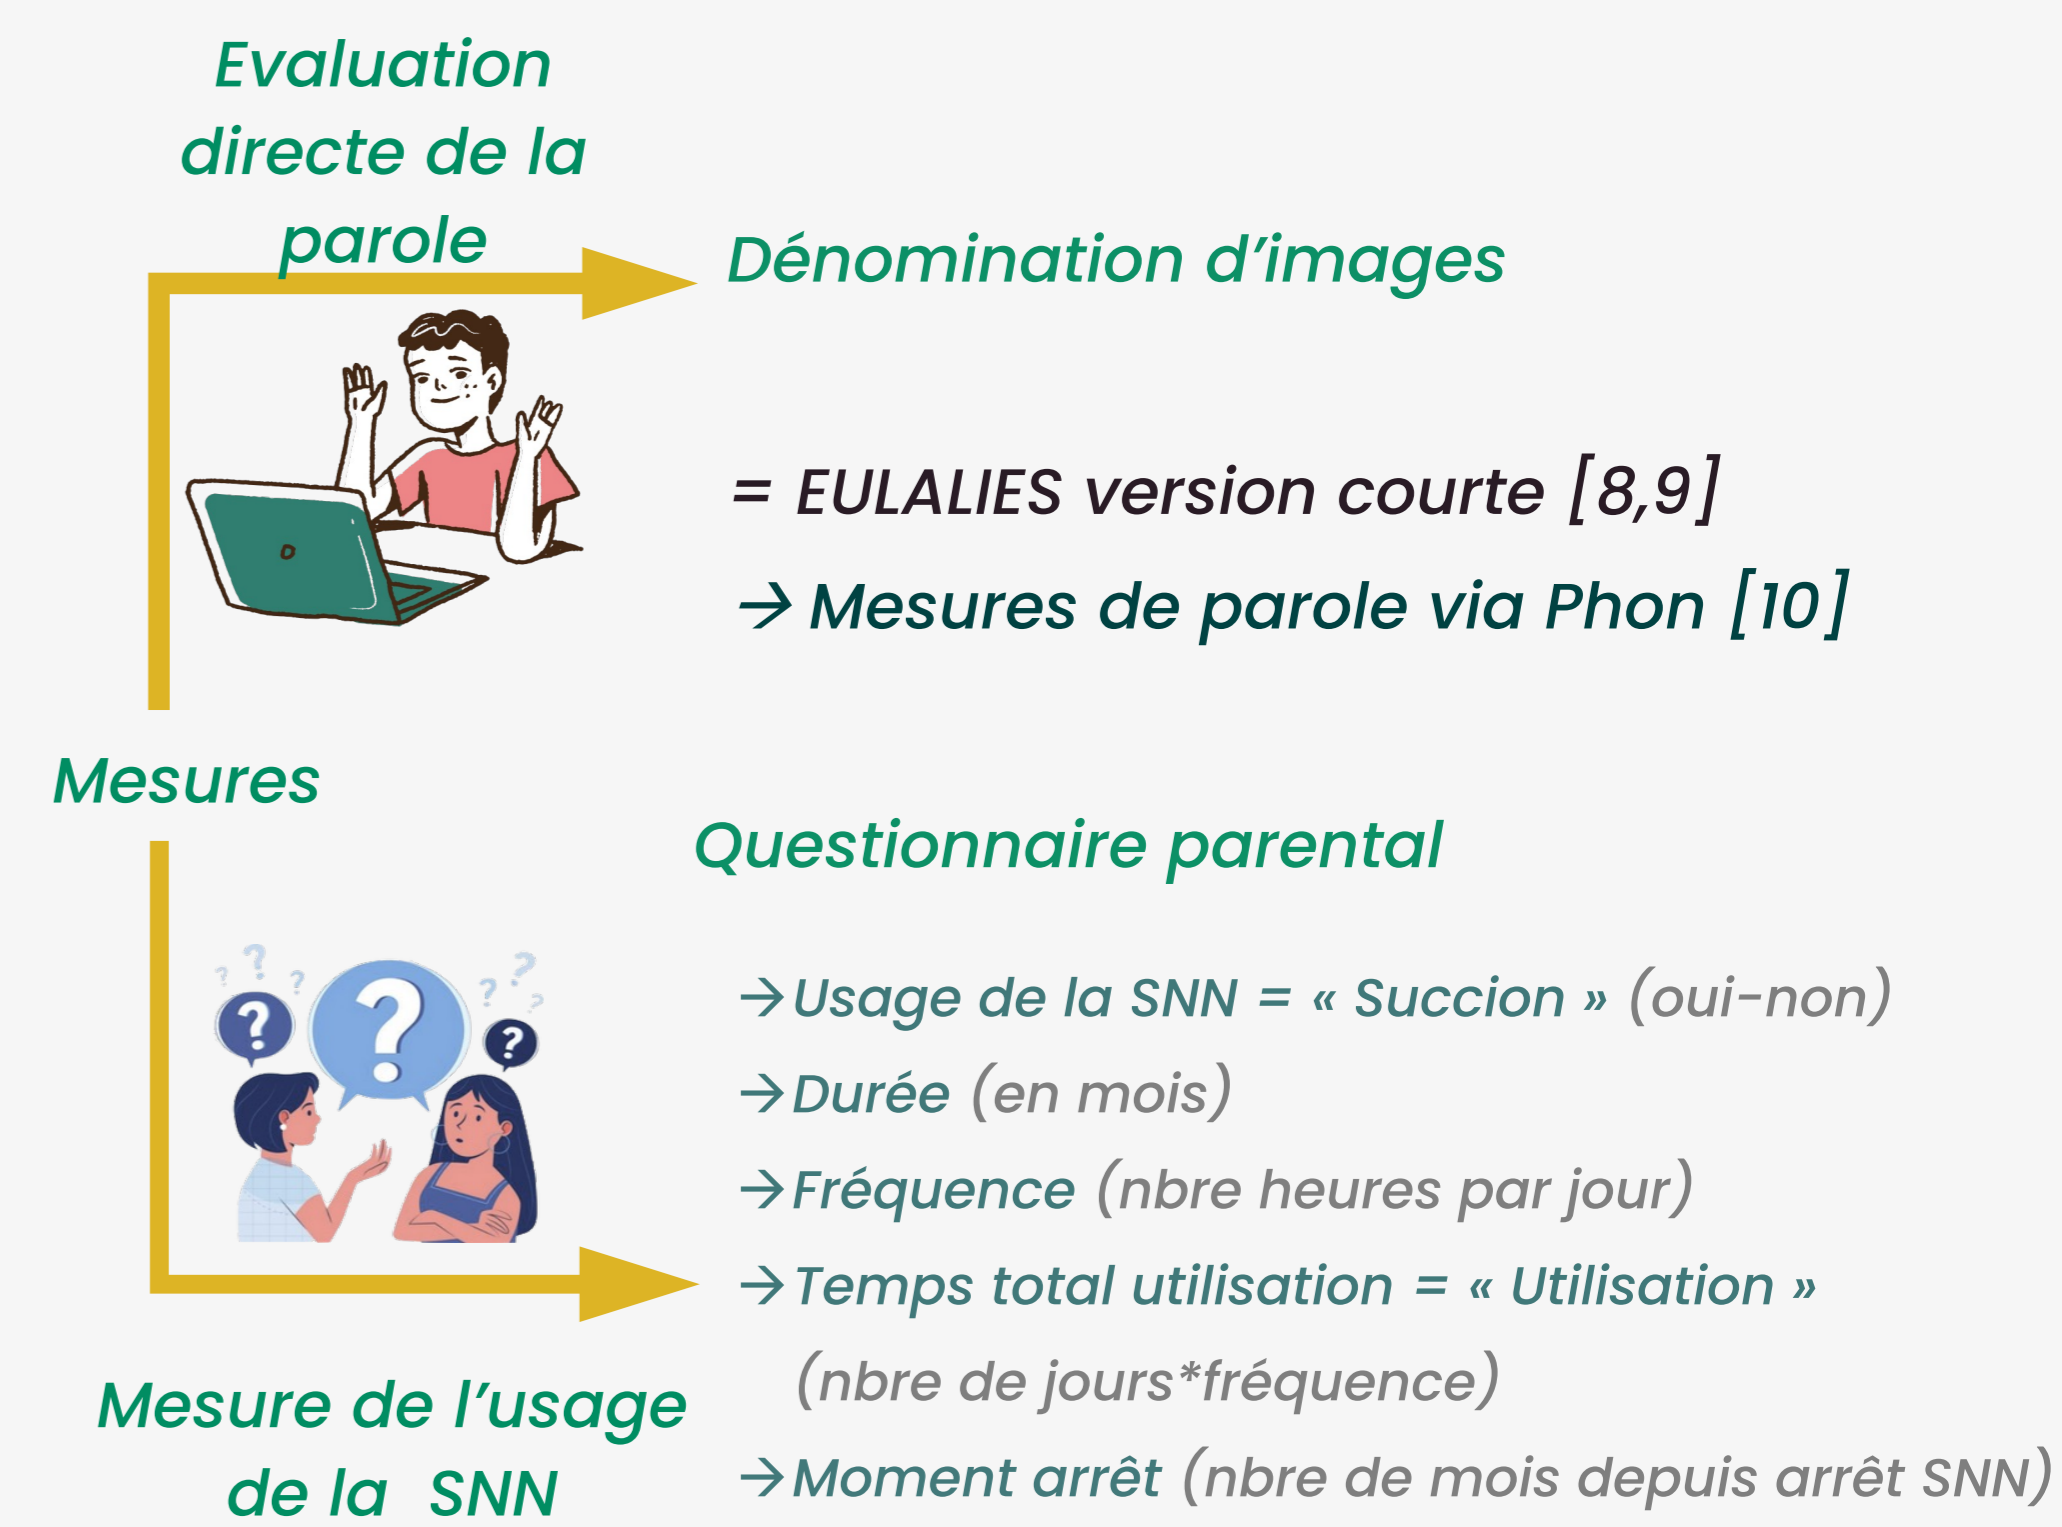 Evaluation
directe de la
parole
Dénomination d’images
= EULALIES version courte [8,9]
→ Mesures de parole via Phon [10]
Mesures
Questionnaire parental
→ Usage de la SNN = « Succion » (oui-non)
→ Durée (en mois)
→ Fréquence (nbre heures par jour)
→ Temps total utilisation = « Utilisation »
(nbre de jours*fréquence)
→ Moment arrêt (nbre de mois depuis arrêt SNN)
Mesure de l’usage
de la SNN